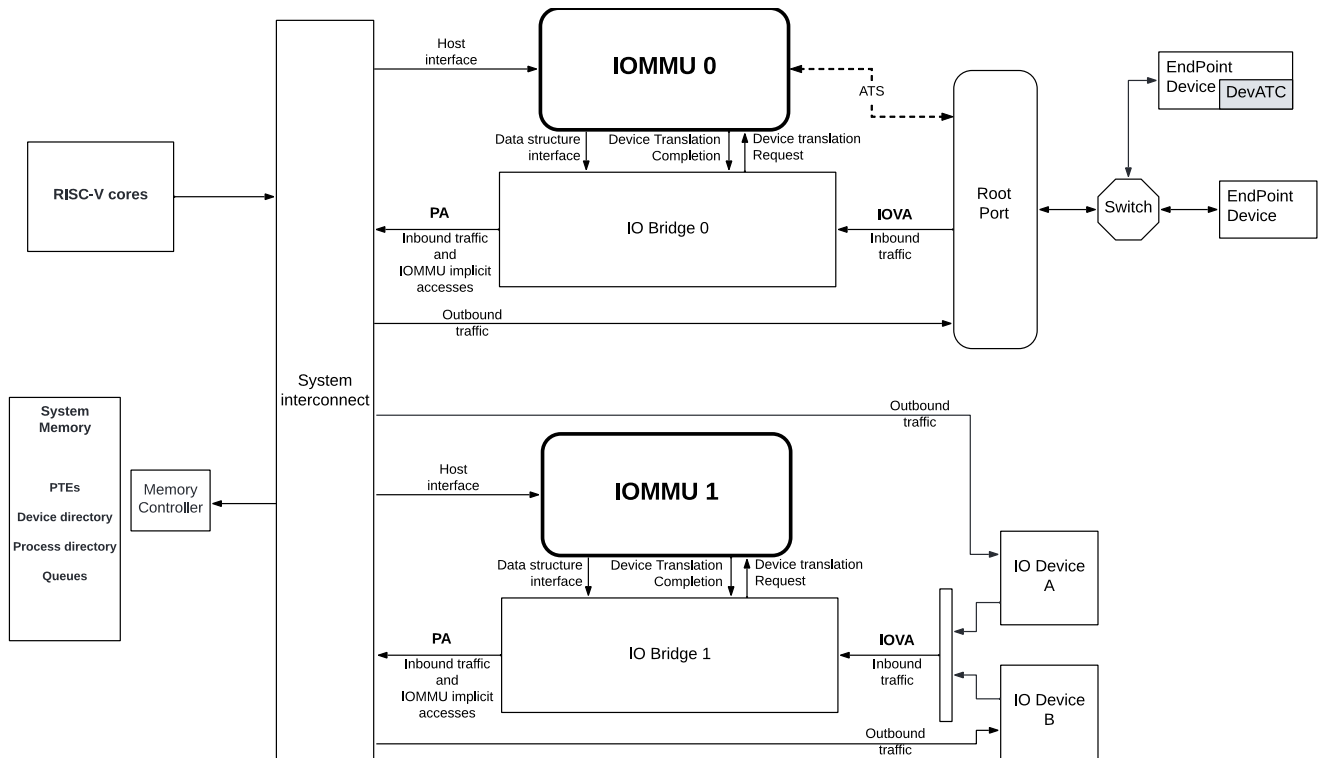 Host
interface
IOMMU 0
ATS
EndPoint
Device
DevATC
Data structure
interface
Device Translation
Completion
Device translation
Request
RISC-V cores
PA
Inbound traffic
and
IOMMU implicit
accesses
IO Bridge 0
IOVA
Inbound
traffic
Root
Port
Switch
EndPoint
Device
Outbound
traffic
System
interconnect
System
Memory
PTEs
Device directory
Process directory
Queues
Memory
Controller
Outbound
traffic
Host
interface
IOMMU 1
Data structure
interface
Device Translation
Completion
Device translation
Request
IO Device
A
PA
Inbound traffic
and
IOMMU implicit
accesses
IO Bridge 1
IOVA
Inbound
traffic
IO Device
B
Outbound
traffic